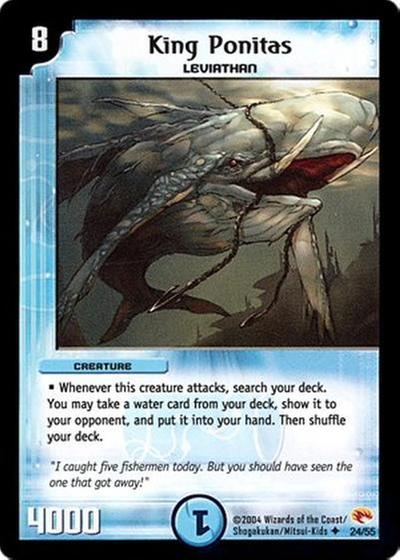 8
King Ponitas
LEVIATHAN
CREATURE
▪ Whenever this creature attacks, search your deck.
You may take a water card from your deck, show it to
your opponent, and put it into your hand. Then shuffle
your deck.
"I caught five fishermen today. But you should have seen the
one that got away!"
4000
1
©2004 Wizards of the Coast/
Shogakukan/Mitsui-Kids ♦ 24/55